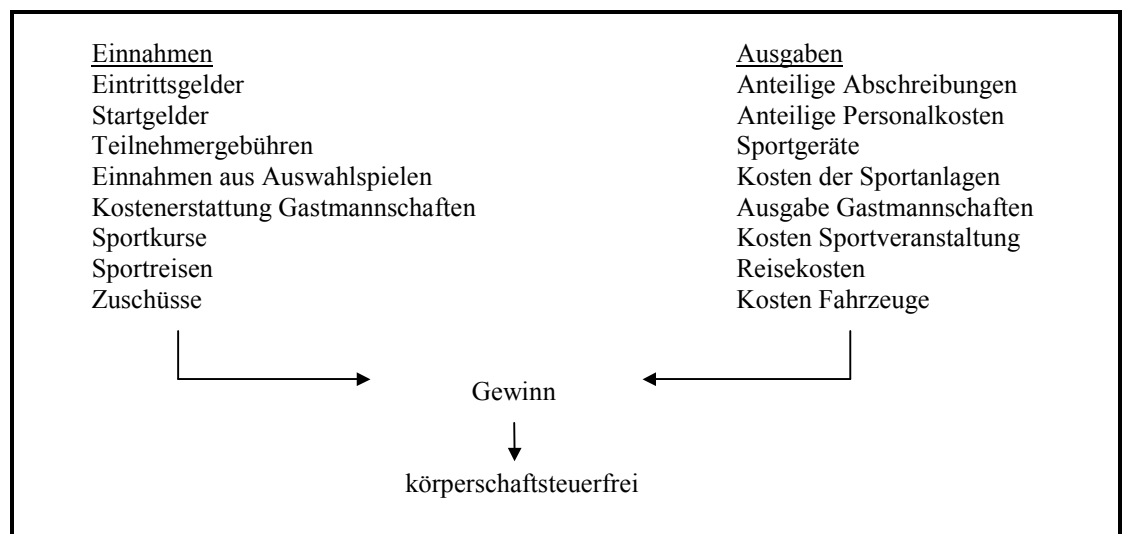 Einnahmen
Eintrittsgelder
Startgelder
Teilnehmergebühren
Einnahmen aus Auswahlspielen
Kostenerstattung Gastmannschaften
Sportkurse
Sportreisen
Zuschüsse
Ausgaben
Anteilige Abschreibungen
Anteilige Personalkosten
Sportgeräte
Kosten der Sportanlagen
Ausgabe Gastmannschaften
Kosten Sportveranstaltung
Reisekosten
Kosten Fahrzeuge
Gewinn
körperschaftsteuerfrei